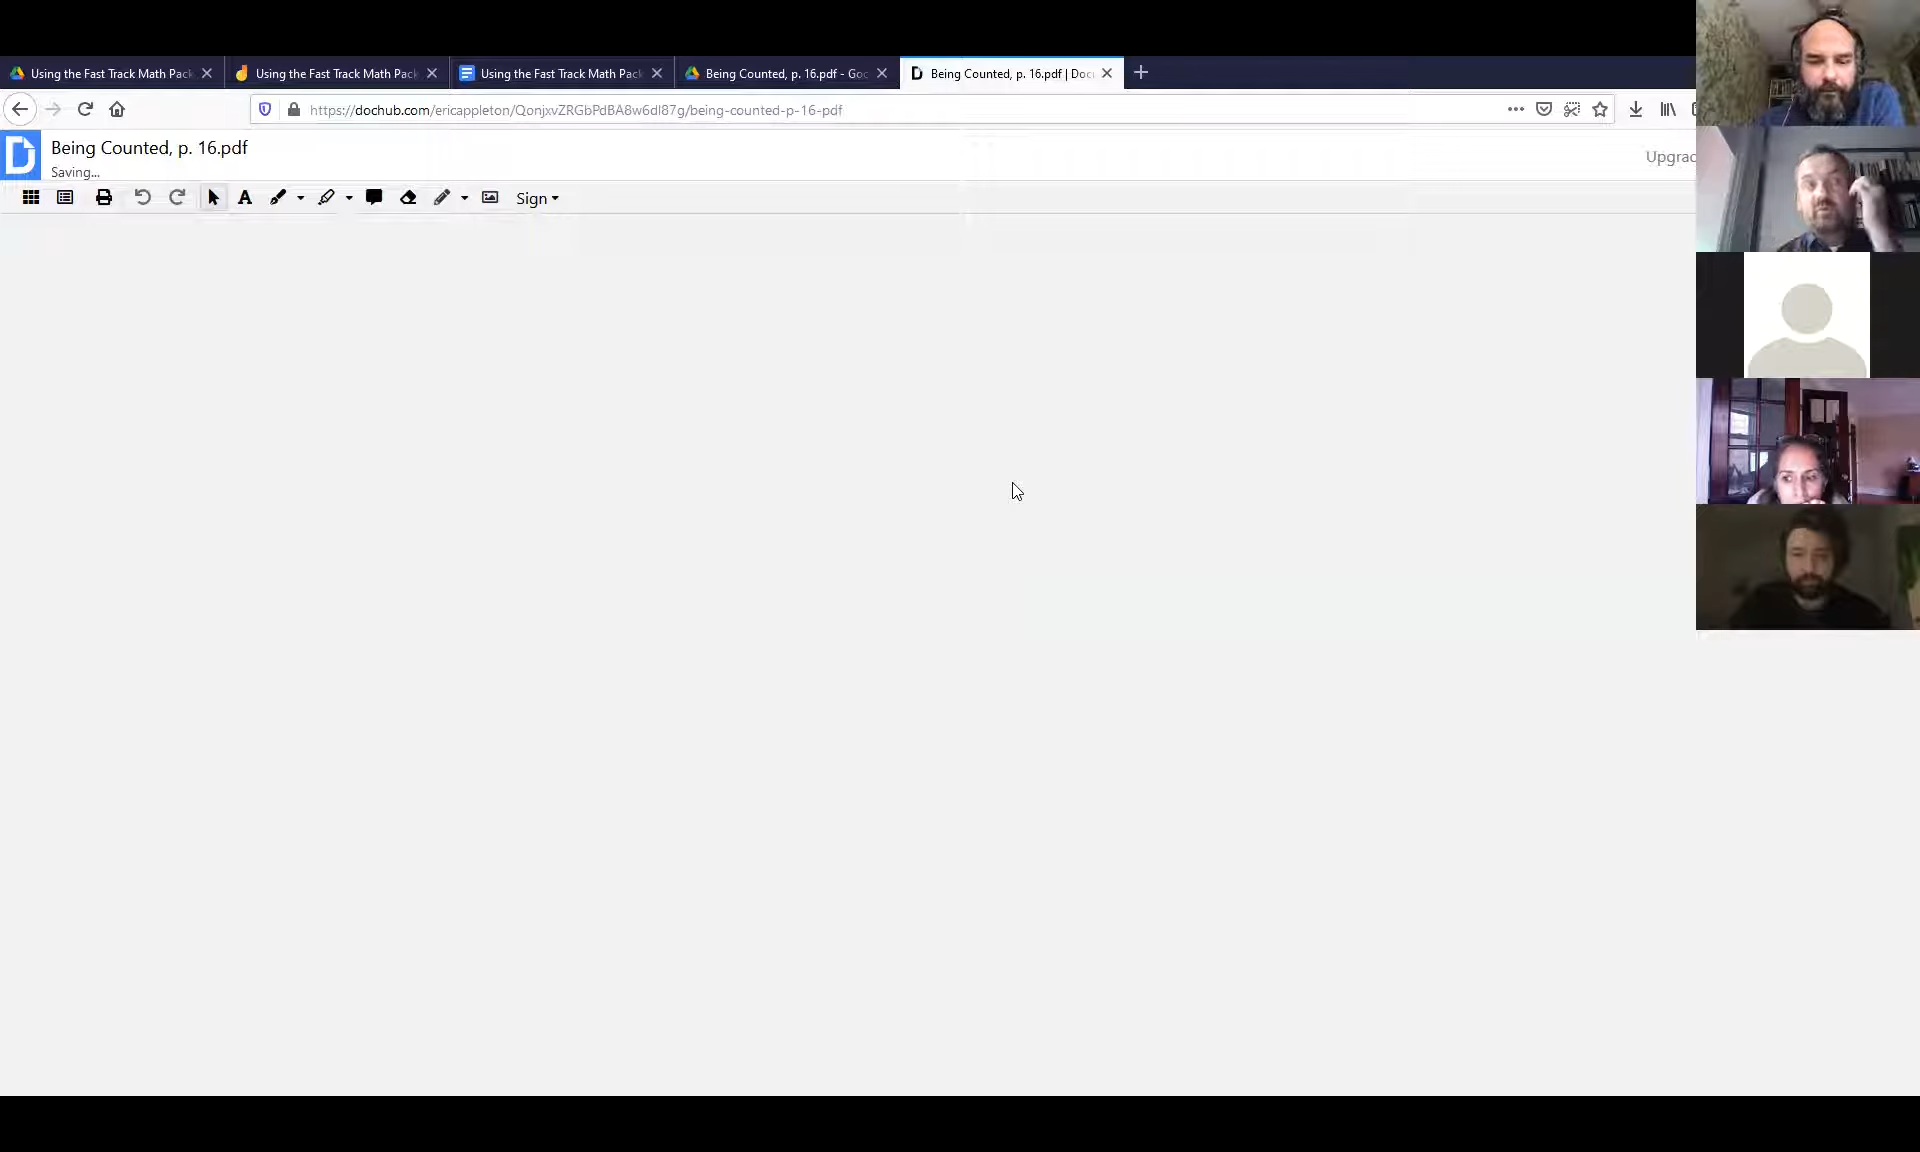 Using the Fast Track Math Pack
Using the Fast Track Math Pack
Using the Fast Track Math Pack
Being Counted, p. 16.pdf - Goo
Being Counted, p. 16.pdf | Doc
https://dochub.com/ericappleton/QonjxvZRGbPdBA8w6dl87g/being-counted-p-16-pdf
Being Counted, p. 16.pdf
Saving...
Upgrad
A
Sign